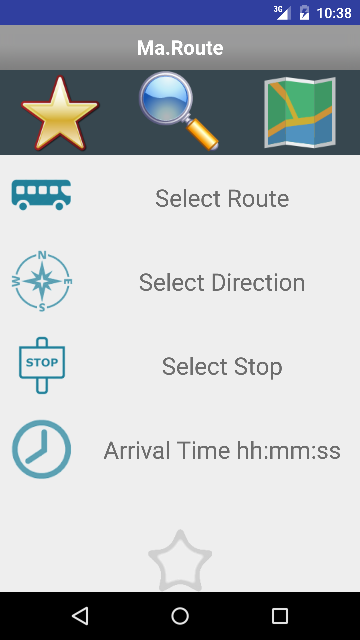 3G 10:38
Ma.Route
Select Route
N
W E
S
Select Direction
STOP
Select Stop
Arrival Time hh:mm:ss